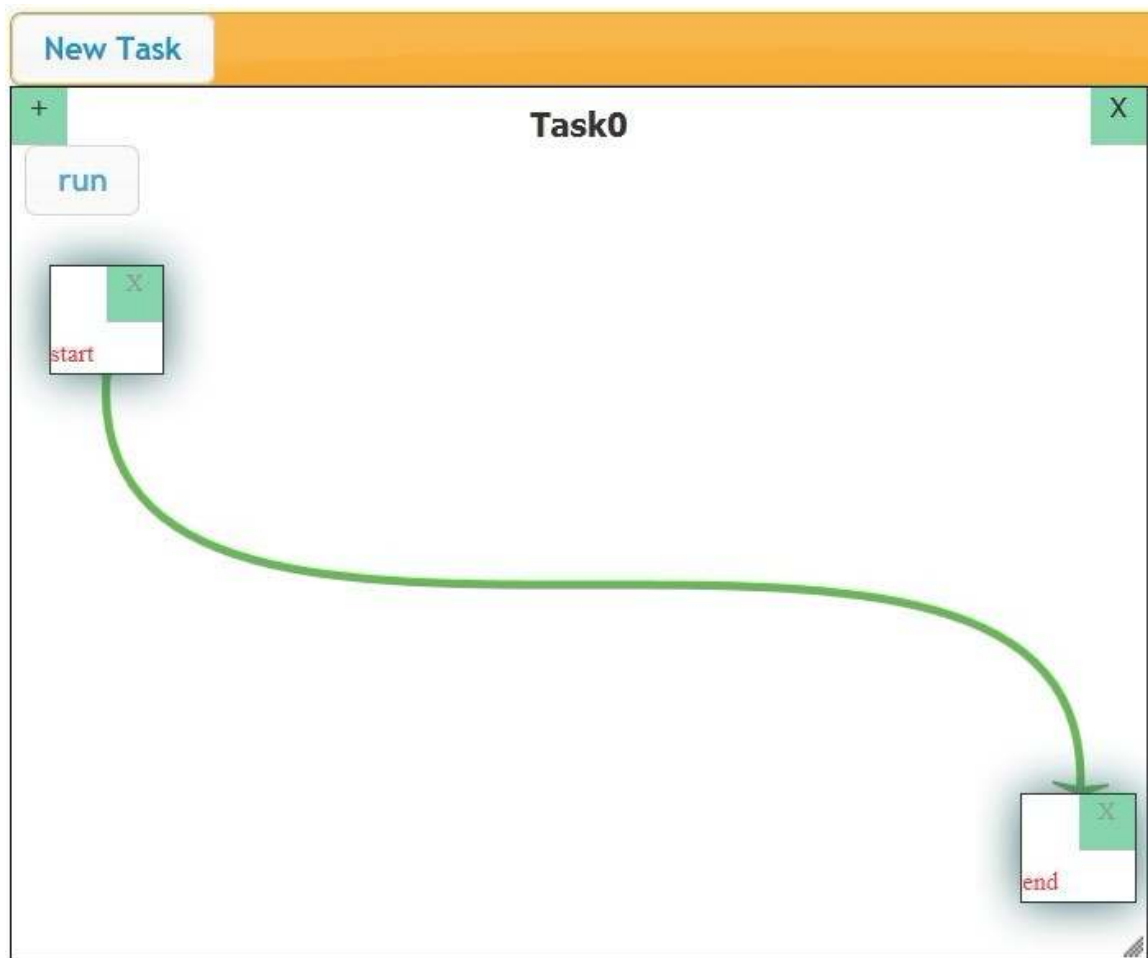 New Task
+
Task0
X
run
X
start
X
end